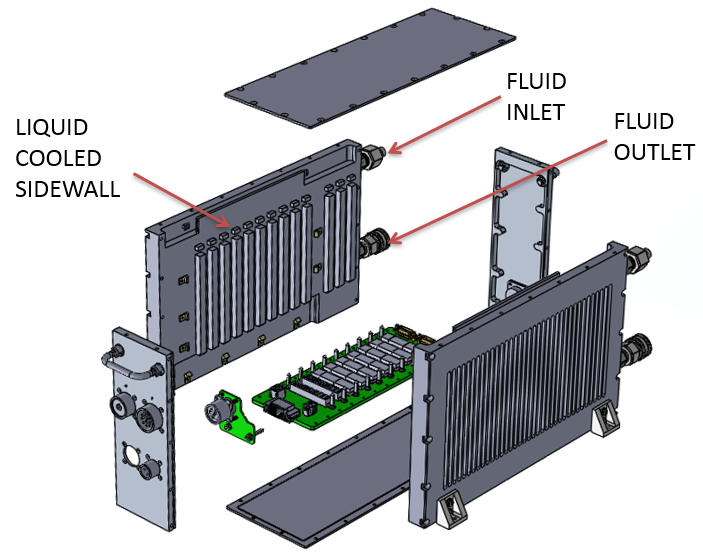 FLUID
INLET
FLUID
OUTLET
LIQUID
COOLED
SIDEWALL